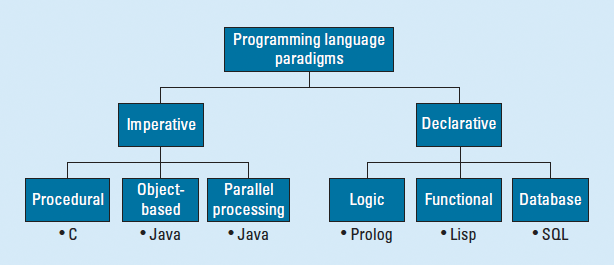 Programming language
paradigms
Imperative
Declarative
Procedural
Object-
based
Parallel
processing
Logic
Functional
Database
• C
• Java
• Java
• Prolog
• Lisp
• SQL